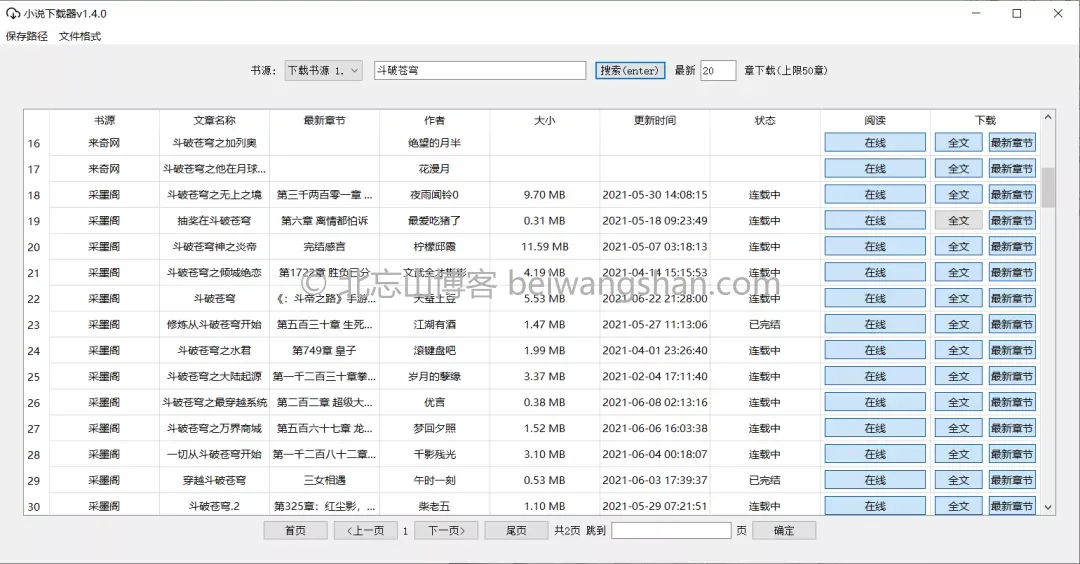 小说下载器v1.4.0
保存路径 文件格式
书源: 下载书源 1. 斗破苍穹 搜索(enter) 最新 20 章下载(上限50章)
书源 文章名称 最新章节 作者 大小 更新时间 状态 阅读 下载
16 来奇网 斗破苍穹之加列奥 绝望的月半 在线 全文 最新章节
17 来奇网 斗破苍穹之他在月球... 花漫月 在线 全文 最新章节
18 采墨阁 斗破苍穹之无上之境 第三千两百零一章 ... 夜雨闻铃0 9.70 MB 2021-05-30 14:08:15 连载中 在线 全文 最新章节
19 采墨阁 抽奖在斗破苍穹 第六章 离情都怕诉 最爱吃猪了 0.31 MB 2021-05-18 09:23:49 连载中 在线 全文 最新章节
20 采墨阁 斗破苍穹神之炎帝 完结感言 柠檬邱霞 11.59 MB 2021-05-07 03:18:13 连载中 在线 全文 最新章节
21 采墨阁 斗破苍穹之倾城绝恋 第1722章 胜负已分 文武全才 4.19 MB 2021-04-14 15:15:53 连载中 在线 全文 最新章节
© 北忘山博客 beiwangshan.com
22 采墨阁 斗破苍穹 《：斗帝之路》手游... 天蚕土豆 5.53 MB 2021-06-22 21:28:00 连载中 在线 全文 最新章节
23 采墨阁 修炼从斗破苍穹开始 第五百三十章 生死... 江湖有酒 1.47 MB 2021-05-27 11:13:06 已完结 在线 全文 最新章节
24 采墨阁 斗破苍穹之水君 第749章 皇子 滚键盘吧 1.99 MB 2021-04-01 23:26:40 连载中 在线 全文 最新章节
25 采墨阁 斗破苍穹之大陆起源 第一千二百三十章拳... 岁月的孽缘 3.37 MB 2021-02-04 17:11:40 连载中 在线 全文 最新章节
26 采墨阁 斗破苍穹之最穿越系统 第二百二章 超级大... 优言 0.38 MB 2021-06-08 02:13:16 连载中 在线 全文 最新章节
27 采墨阁 斗破苍穹之万界商城 第五百六十七章 龙... 梦回夕照 1.52 MB 2021-06-06 16:03:38 连载中 在线 全文 最新章节
28 采墨阁 一切从斗破苍穹开始 第一千二百八十二章... 千影残光 3.10 MB 2021-06-04 00:18:07 连载中 在线 全文 最新章节
29 采墨阁 穿越斗破苍穹 三女相遇 午时一刻 0.53 MB 2021-06-03 17:39:37 已完结 在线 全文 最新章节
30 采墨阁 斗破苍穹.2 第325章：红尘影，... 柴老五 1.10 MB 2021-05-29 07:21:51 连载中 在线 全文 最新章节
首页 <上一页 1 下一页> 尾页 共2页 跳到 页 确定